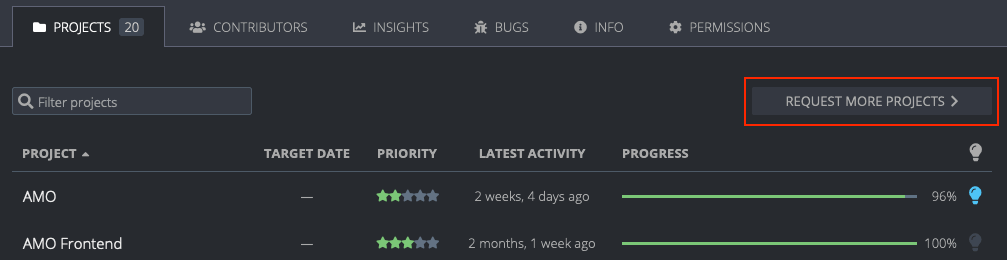 PROJECTS 20 CONTRIBUTORS INSIGHTS BUGS INFO PERMISSIONS
Filter projects REQUEST MORE PROJECTS
PROJECT TARGET DATE PRIORITY LATEST ACTIVITY PROGRESS
AMO — 2 weeks, 4 days ago 96%
AMO Frontend — 2 months, 1 week ago 100%